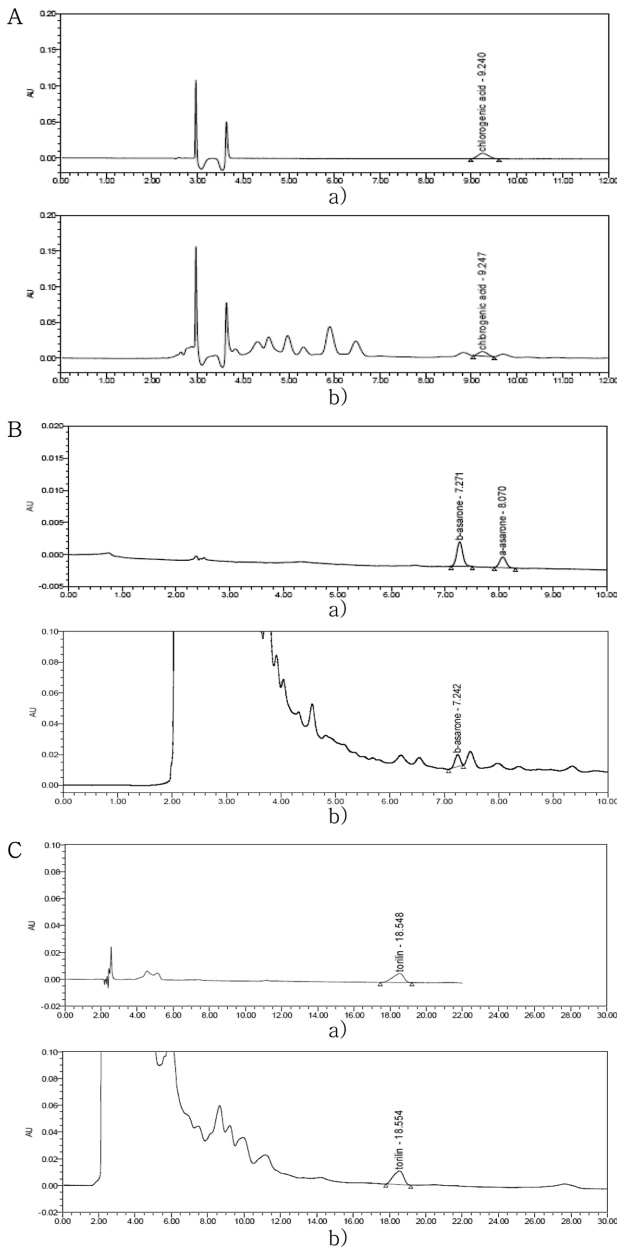 A
0.20
0.15
0.10
0.05
0.00
AU
chlorogenic acid - 9.240
0.00 1.00 2.00 3.00 4.00 5.00 6.00 7.00 8.00 9.00 10.00 11.00 12.00
a)
0.20
0.15
0.10
0.05
0.00
AU
chlorogenic acid - 9.247
0.00 1.00 2.00 3.00 4.00 5.00 6.00 7.00 8.00 9.00 10.00 11.00 12.00
b)
B
0.020
0.015
0.010
0.005
0.000
-0.005
AU
b-asarone - 7.271
a-asarone - 8.070
1.00 2.00 3.00 4.00 5.00 6.00 7.00 8.00 9.00 10.00
a)
0.10
0.08
0.06
0.04
0.02
0.00
AU
b-asarone - 7.242
0.00 1.00 2.00 3.00 4.00 5.00 6.00 7.00 8.00 9.00 10.00
b)
C
0.10
0.08
0.06
0.04
0.02
0.00
-0.02
AU
torilin - 18.548
0.00 2.00 4.00 6.00 8.00 10.00 12.00 14.00 16.00 18.00 20.00 22.00 24.00 26.00 28.00 30.00
a)
0.10
0.08
0.06
0.04
0.02
0.00
-0.02
AU
torilin - 18.554
0.00 2.00 4.00 6.00 8.00 10.00 12.00 14.00 16.00 18.00 20.00 22.00 24.00 26.00 28.00 30.00
b)